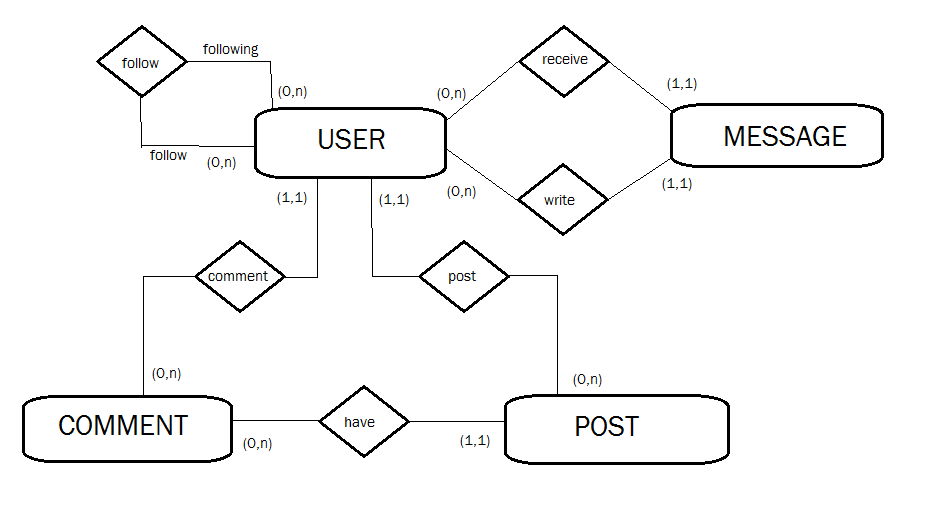 following
follow
(0,n)
follow
(0,n)
USER
(0,n)
receive
(1,1)
MESSAGE
(0,n)
write
(1,1)
(1,1)
(1,1)
comment
post
(0,n)
(0,n)
COMMENT
(0,n)
have
(1,1)
POST